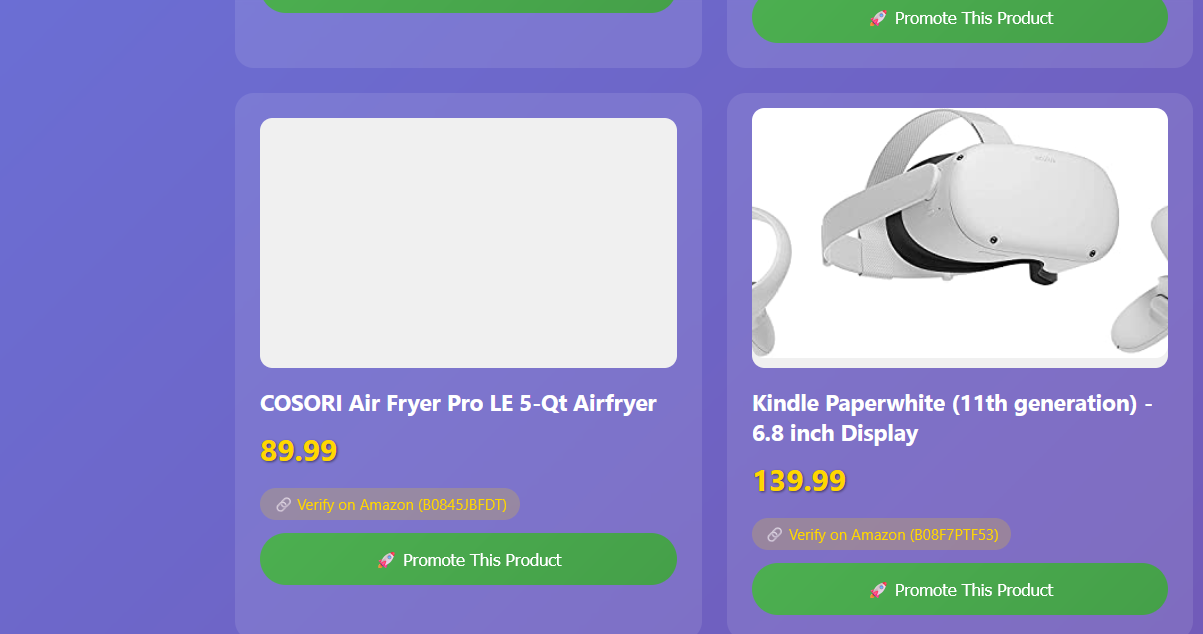 🚀 Promote This Product
COSORI Air Fryer Pro LE 5-Qt Airfryer
89.99
🔗 Verify on Amazon (B0845JBFDT)
🚀 Promote This Product
Kindle Paperwhite (11th generation) -
6.8 inch Display
139.99
🔗 Verify on Amazon (B08F7PTF53)
🚀 Promote This Product